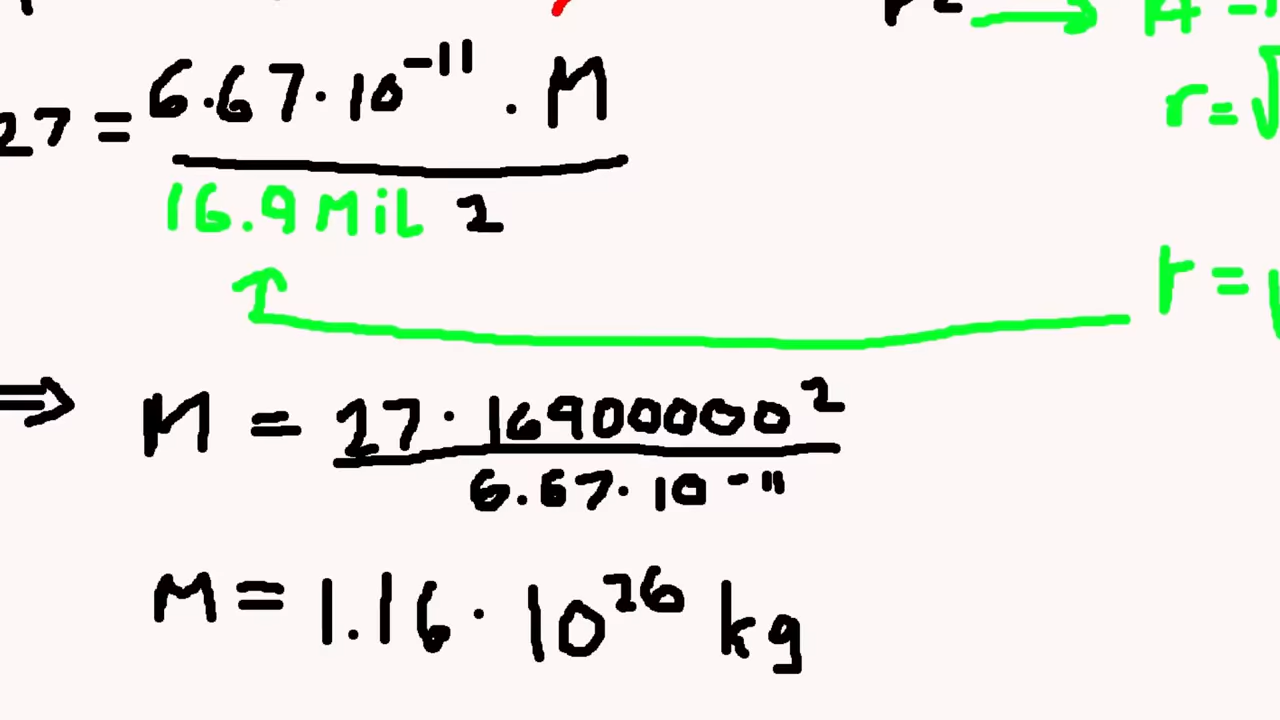 27 = 6.67·10⁻¹¹ · M
16.9 MiL ²
r = √
r =
⇒ M = 27 · 16900000²
6.67 · 10⁻¹¹
M = 1.16 · 10²⁶ kg